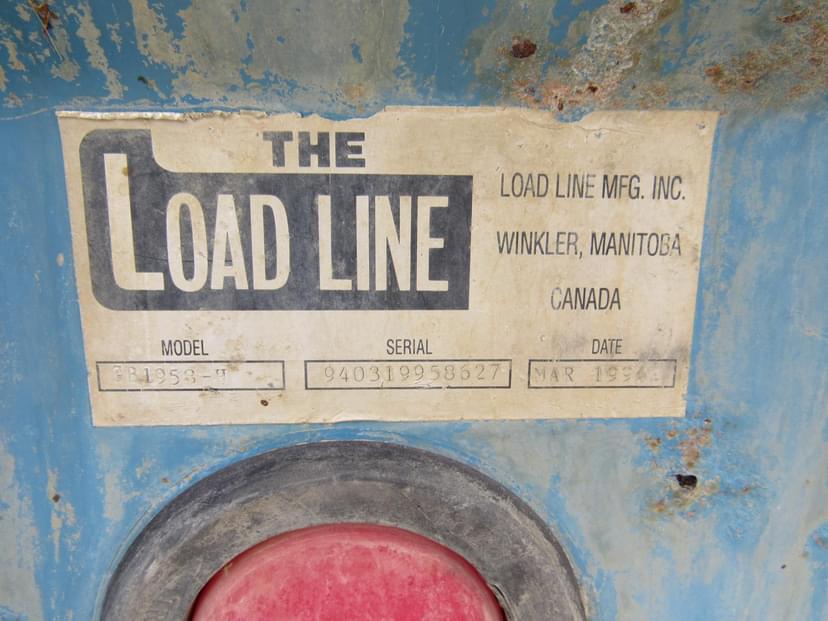 THE
LOAD LINE
LOAD LINE MFG. INC.
WINKLER, MANITOBA
CANADA
MODEL
SERIAL
DATE
940319958627
MAR 1994